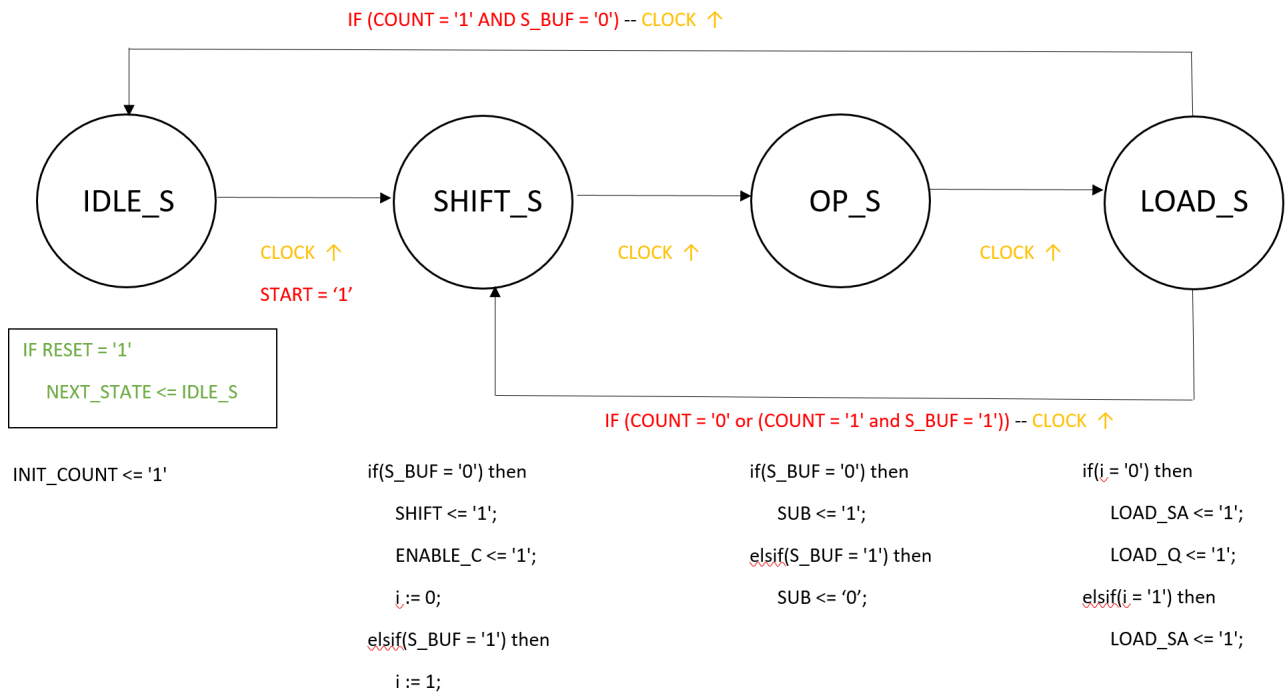 IF (COUNT = '1' AND S_BUF = '0') -- CLOCK ↑
IDLE_S
SHIFT_S
OP_S
LOAD_S
CLOCK ↑
START = ‘1’
CLOCK ↑
CLOCK ↑
IF RESET = '1'
NEXT_STATE <= IDLE_S
IF (COUNT = '0' or (COUNT = '1' and S_BUF = '1')) -- CLOCK ↑
INIT_COUNT <= '1'
if(S_BUF = '0') then
SHIFT <= '1';
ENABLE_C <= '1';
i := 0;
elsif(S_BUF = '1') then
i := 1;
if(S_BUF = '0') then
SUB <= '1';
elsif(S_BUF = '1') then
SUB <= ‘0’;
if(i = '0') then
LOAD_SA <= '1';
LOAD_Q <= '1';
elsif(i = '1') then
LOAD_SA <= '1';